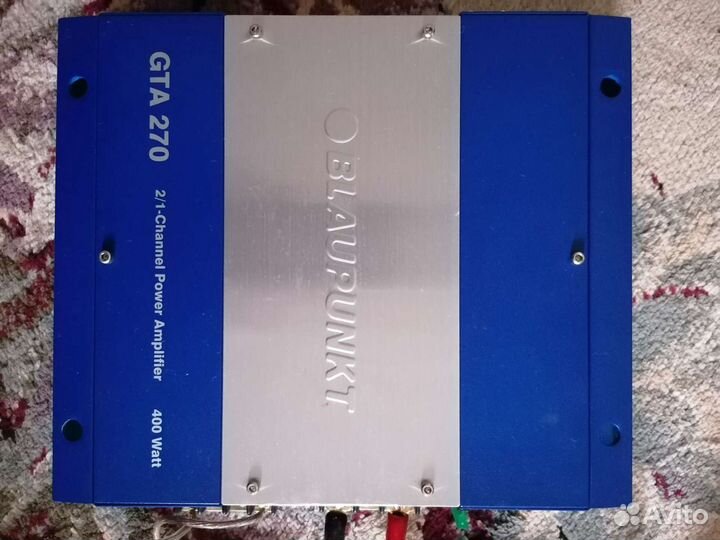 GTA 270
2/1-Channel Power Amplifier
400 Watt
BLAUPUNKT
Avito